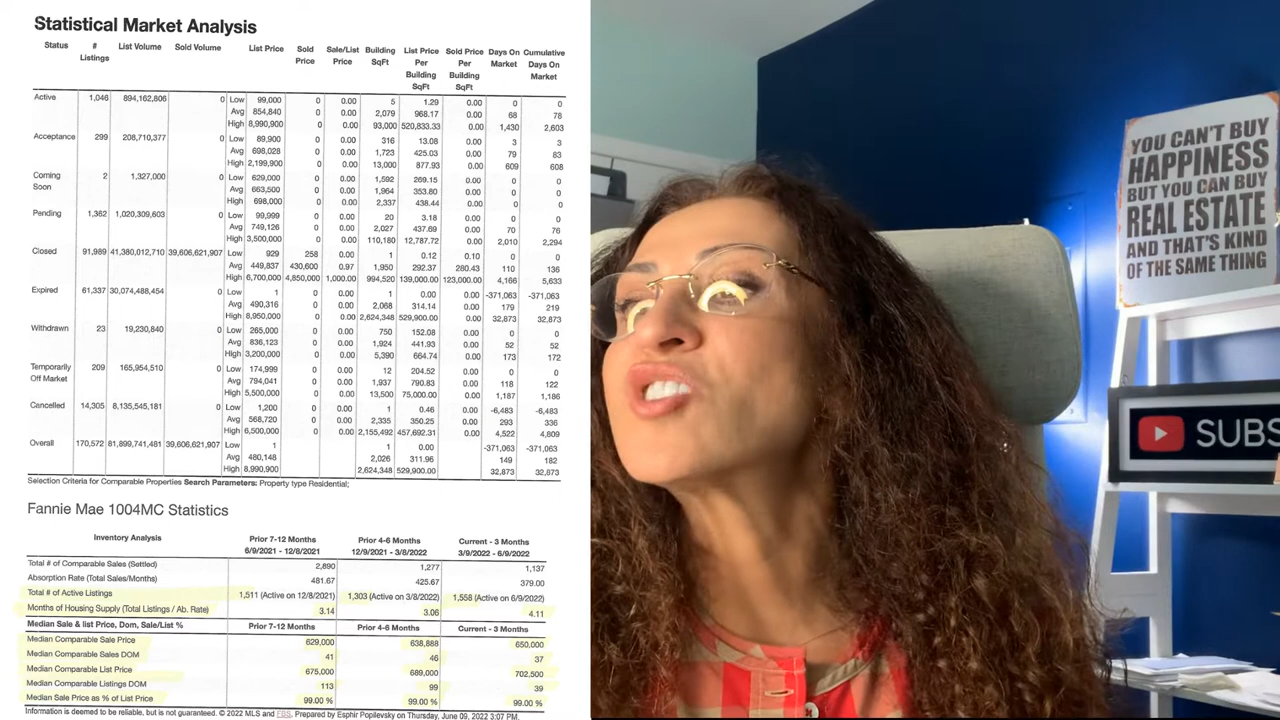 Statistical Market Analysis
Status # Listings List Volume Sold Volume List Price Sold Price Sale/List Price Building SqFt List Price Per Building SqFt Sold Price Per Building SqFt Days On Market Cumulative Days On Market
Active 1,046 894,162,806 0 Low 99,000 0 0.00 5 1.29 0.00 0 0
Avg 854,840 0 0.00 2,079 968.17 0.00 68 78
High 8,990,900 0 0.00 93,000 520,833.33 0.00 1,430 2,603
Acceptance 299 208,710,377 0 Low 89,900 0 0.00 316 13.08 0.00 3 3
Avg 698,028 0 0.00 1,723 425.03 0.00 79 83
High 2,199,900 0 0.00 13,000 877.93 0.00 609 608
Coming Soon 2 1,327,000 0 Low 629,000 0 0.00 1,592 269.15 0.00 0 0
Avg 663,500 0 0.00 1,964 353.80 0.00 0 0
High 698,000 0 0.00 2,337 438.44 0.00 0 0
Pending 1,362 1,020,309,603 0 Low 99,999 0 0.00 20 3.18 0.00 0 0
Avg 749,126 0 0.00 2,027 437.69 0.00 70 76
High 3,500,000 0 0.00 110,180 12,787.72 0.00 2,010 2,294
Closed 91,989 41,380,012,710 39,606,621,907 Low 929 258 0.00 1 0.12 0.10 0 0
Avg 449,837 430,600 0.97 1,950 292.37 280.43 110 136
High 6,700,000 4,850,000 1,000.00 994,520 139,000.00 123,000.00 4,166 5,633
Expired 61,337 30,074,488,454 0 Low 1 0 0.00 1 0.00 0.00 -371,063 -371,063
Avg 490,316 0 0.00 2,068 314.14 0.00 179 219
High 8,950,000 0 0.00 2,624,348 529,900.00 0.00 32,873 32,873
Withdrawn 23 19,230,840 0 Low 265,000 0 0.00 750 152.08 0.00 0 0
Avg 836,123 0 0.00 1,924 441.93 0.00 52 52
High 3,200,000 0 0.00 5,390 664.74 0.00 173 172
Temporarily Off Market 209 165,954,510 0 Low 174,999 0 0.00 12 204.52 0.00 0 0
Avg 794,041 0 0.00 1,937 790.83 0.00 118 122
High 5,500,000 0 0.00 13,500 75,000.00 0.00 1,187 1,186
Cancelled 14,305 8,135,545,181 0 Low 1,200 0 0.00 1 0.46 0.00 -6,483 -6,483
Avg 568,720 0 0.00 2,335 350.25 0.00 293 336
High 6,500,000 0 0.00 2,155,492 457,692.31 0.00 4,522 4,809
Overall 170,572 81,899,741,481 39,606,621,907 Low 1 1 0.00 -371,063 -371,063
Avg 480,148 2,026 311.96 149 182
High 8,990,900 2,624,348 529,900.00 32,873 32,873
Selection Criteria for Comparable Properties Search Parameters: Property type Residential;
Fannie Mae 1004MC Statistics
Inventory Analysis Prior 7-12 Months 6/9/2021 - 12/8/2021 Prior 4-6 Months 12/9/2021 - 3/8/2022 Current - 3 Months 3/9/2022 - 6/9/2022
Total # of Comparable Sales (Settled) 2,890 1,277 1,137
Absorption Rate (Total Sales/Months) 481.67 425.67 379.00
Total # of Active Listings 1,511 (Active on 12/8/2021) 1,303 (Active on 3/8/2022) 1,558 (Active on 6/9/2022)
Months of Housing Supply (Total Listings / Ab. Rate) 3.14 3.06 4.11
Median Sale & list Price, Dom, Sale/List % Prior 7-12 Months Prior 4-6 Months Current - 3 Months
Median Comparable Sale Price 629,000 638,888 650,000
Median Comparable Sales DOM 41 46 37
Median Comparable List Price 675,000 689,000 702,500
Median Comparable Listings DOM 113 99 39
Median Sale Price as % of List Price 99.00 % 99.00 % 99.00 %
Information is deemed to be reliable, but is not guaranteed. © 2022 MLS and FBS. Prepared by Esphir Popilevsky on Thursday, June 09, 2022 3:07 PM.
YOU CAN'T BUY
HAPPINESS
BUT YOU CAN BUY
REAL ESTATE
AND THAT'S KIND
OF THE SAME THING
SUBS